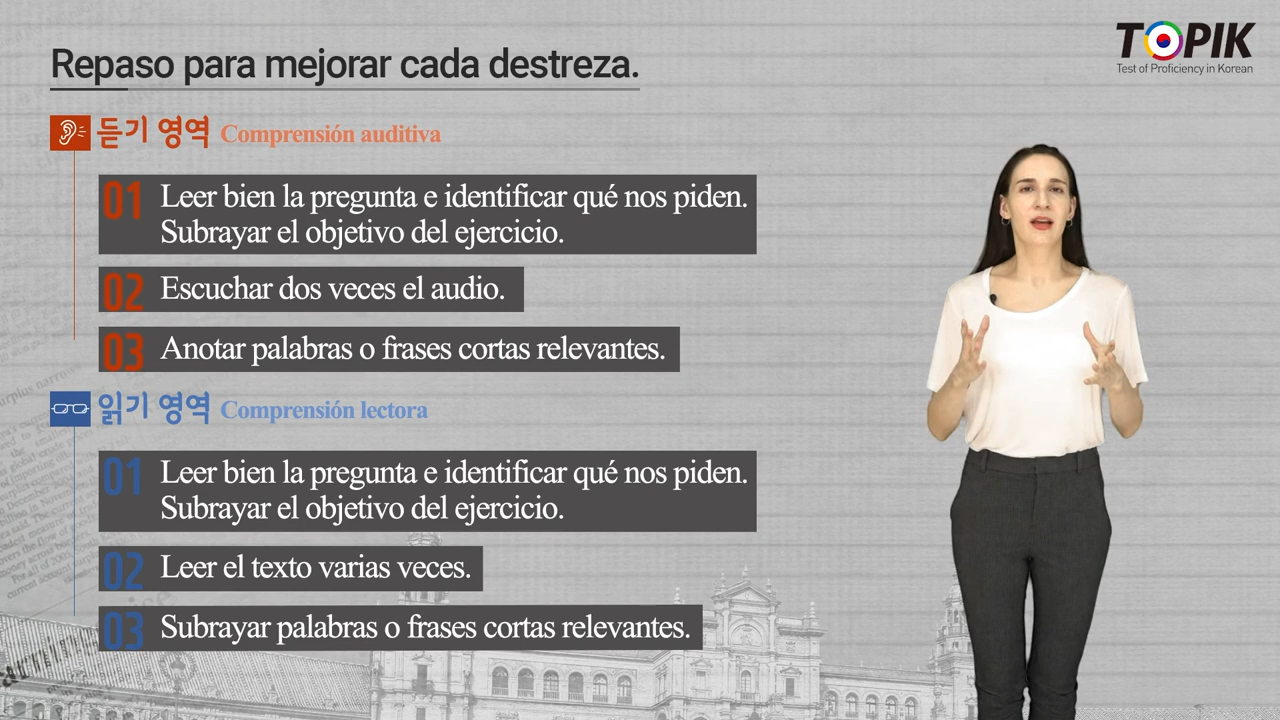 TOPIK
Test of Proficiency in Korean
Repaso para mejorar cada destreza.
듣기 영역 Comprensión auditiva
01 Leer bien la pregunta e identificar qué nos piden.
Subrayar el objetivo del ejercicio.
02 Escuchar dos veces el audio.
03 Anotar palabras o frases cortas relevantes.
읽기 영역 Comprensión lectora
01 Leer bien la pregunta e identificar qué nos piden.
Subrayar el objetivo del ejercicio.
02 Leer el texto varias veces.
03 Subrayar palabras o frases cortas relevantes.